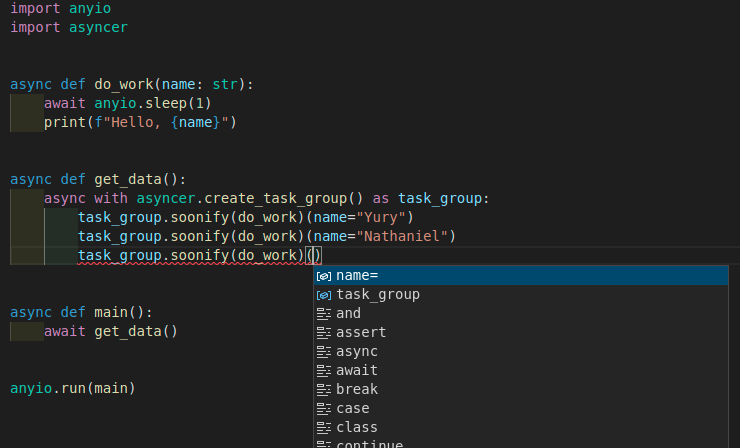 import anyio
import asyncer
async def do_work(name: str):
await anyio.sleep(1)
print(f"Hello, {name}")
async def get_data():
async with asyncer.create_task_group() as task_group:
task_group.soonify(do_work)(name="Yury")
task_group.soonify(do_work)(name="Nathaniel")
task_group.soonify(do_work)()
name=
task_group
and
assert
async
await
break
case
class
continue
async def main():
await get_data()
anyio.run(main)